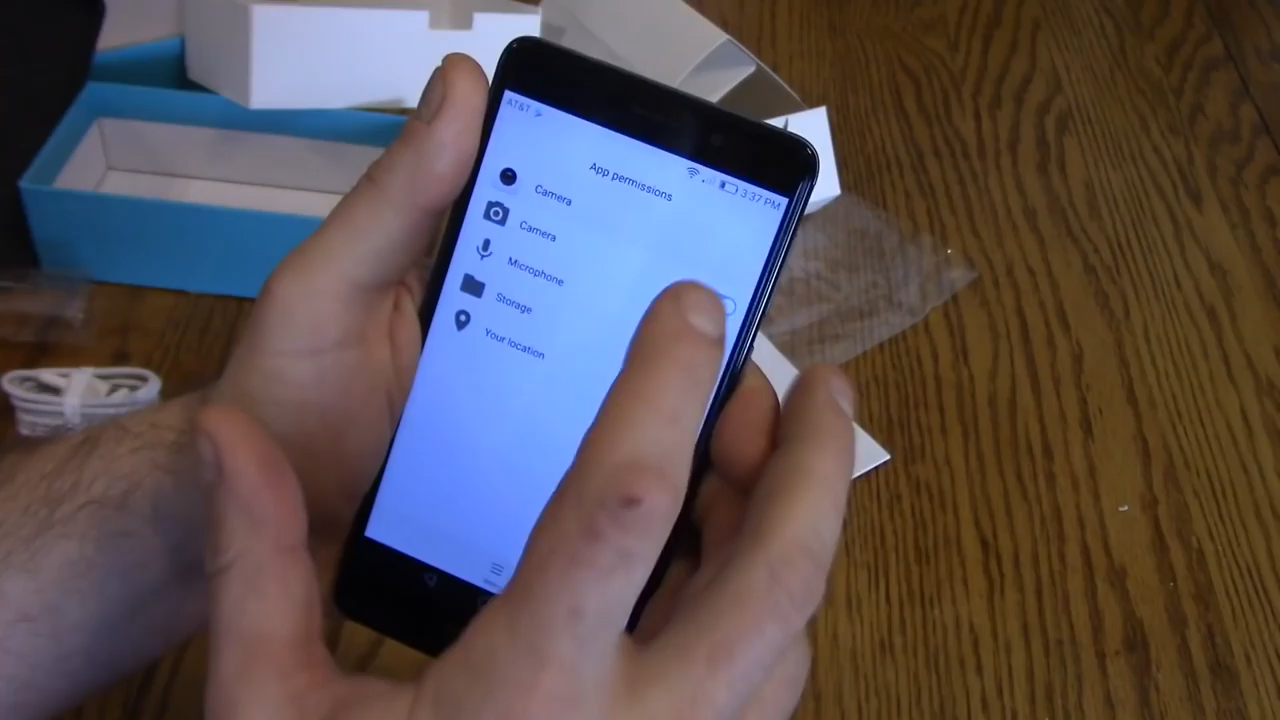 AT&T
3:37 PM
App permissions
Camera
Camera
Microphone
Storage
Your location